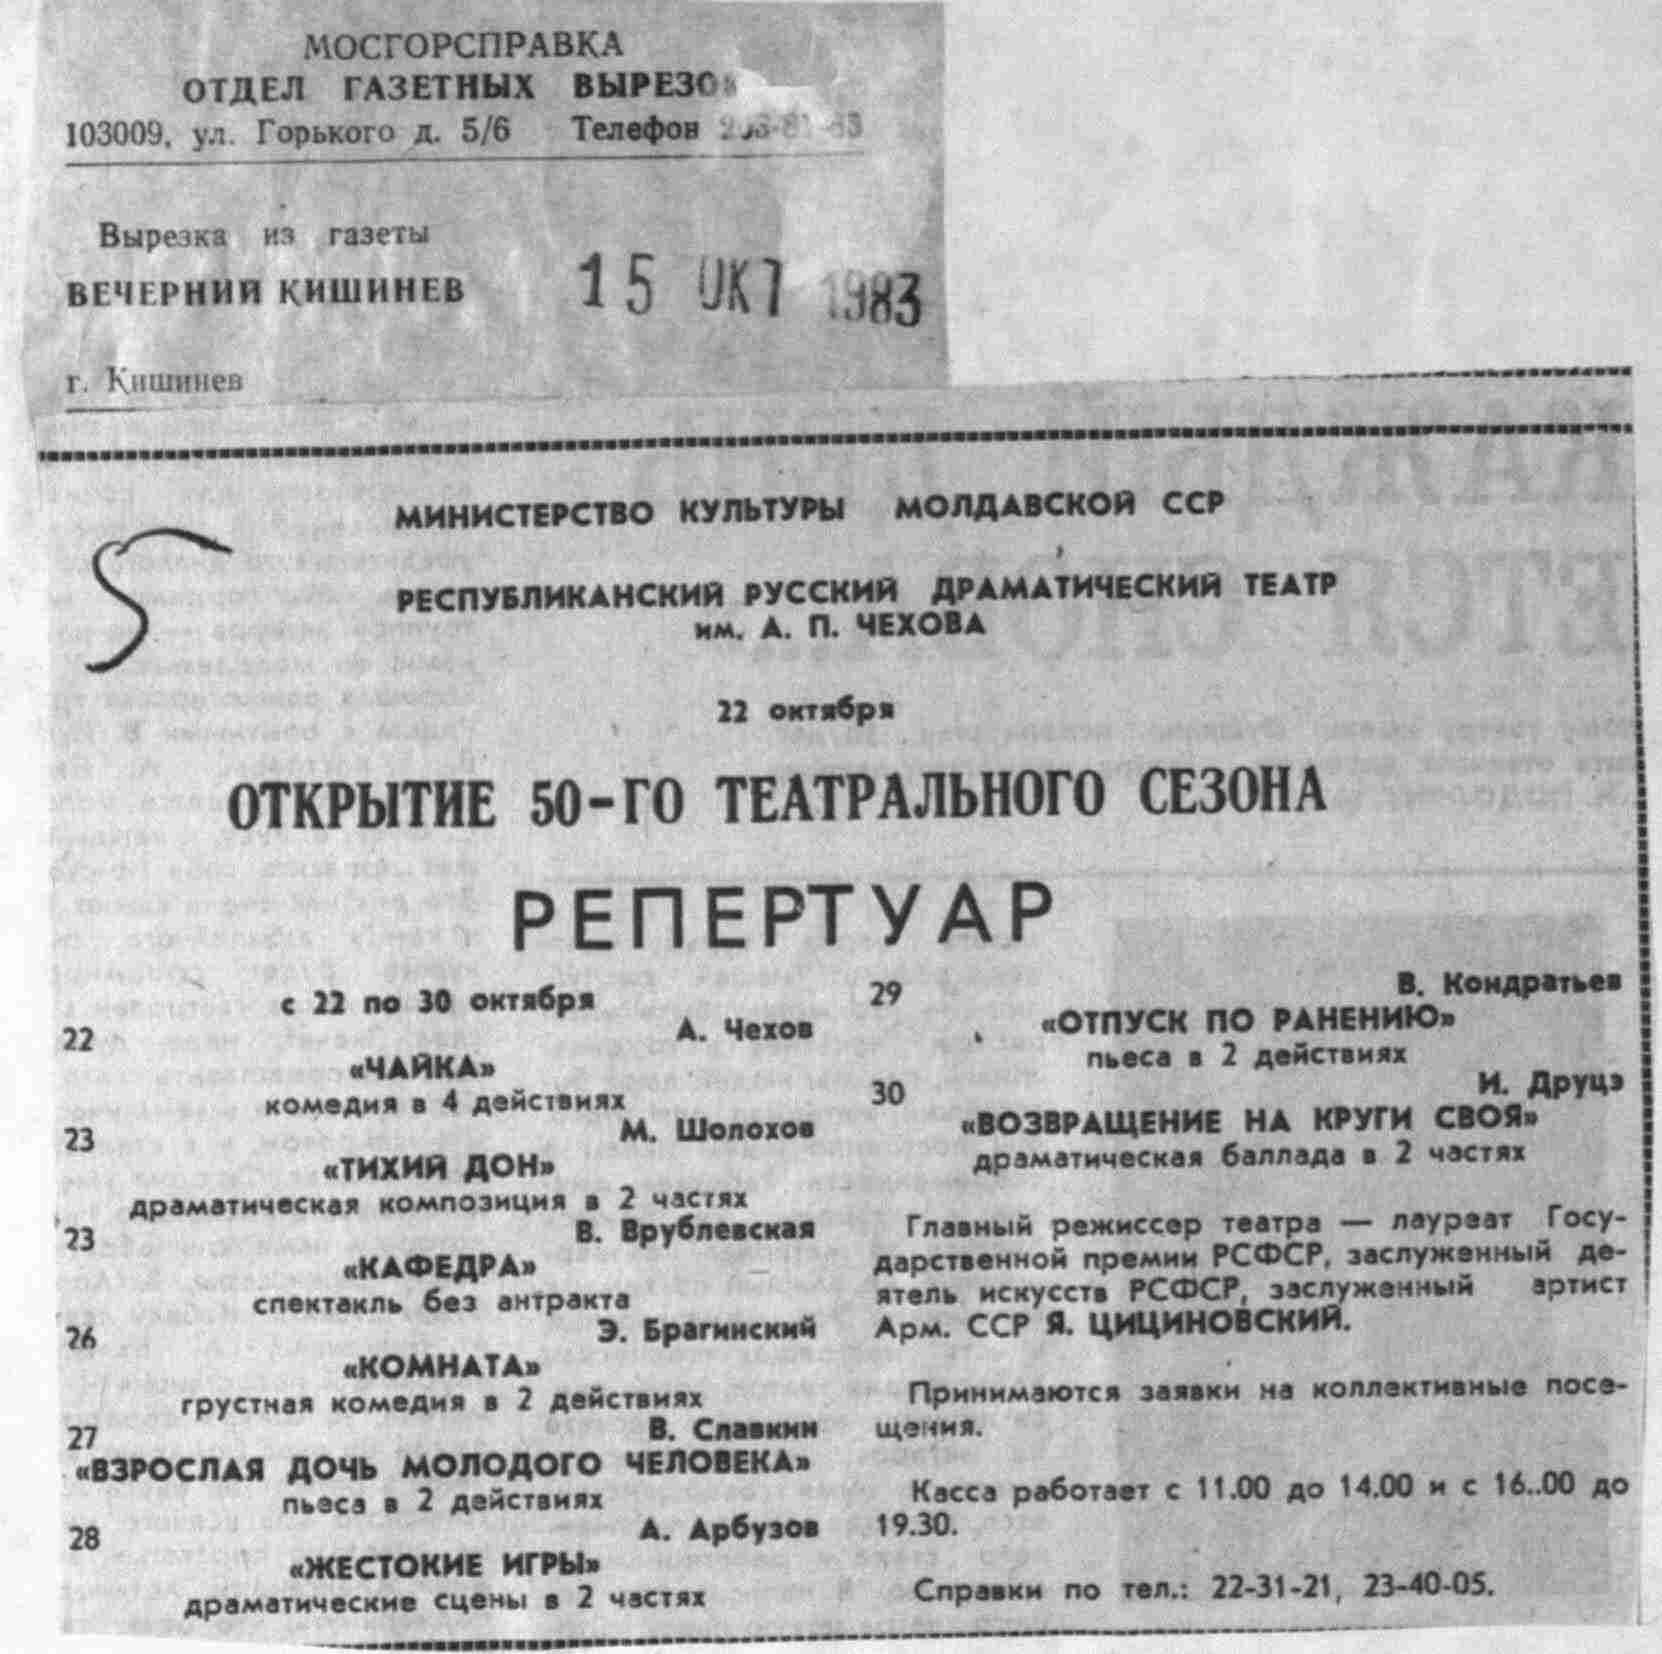 МОСГОРСПРАВКА
ОТДЕЛ ГАЗЕТНЫХ
103009, ул. Горького д. 5/6 Телефон
Вырезка из газеты
ВЕЧЕРНИЙ КИШИНЕВ
15 ОКТ 1983
г. Кишинев
МИНИСТЕРСТВО КУЛЬТУРЫ МОЛДАВСКОЙ ССР
РЕСПУБЛИКАНСКИЙ РУССКИЙ ДРАМАТИЧЕСКИЙ ТЕАТР
им. А. П. ЧЕХОВА
22 октября
ОТКРЫТИЕ 50-ГО ТЕАТРАЛЬНОГО СЕЗОНА
РЕПЕРТУАР
с 22 по 30 октября
22 А. Чехов
«ЧАЙКА»
комедия в 4 действиях
23 М. Шолохов
«ТИХИЙ ДОН»
драматическая композиция в 2 частях
23 В. Врублевская
«КАФЕДРА»
спектакль без антракта
26 Э. Брагинский
«КОМНАТА»
грустная комедия в 2 действиях
27 В. Славкин
«ВЗРОСЛАЯ ДОЧЬ МОЛОДОГО ЧЕЛОВЕКА»
пьеса в 2 действиях
28 А. Арбузов
«ЖЕСТОКИЕ ИГРЫ»
драматические сцены в 2 частях
29 В. Кондратьев
«ОТПУСК ПО РАНЕНИЮ»
пьеса в 2 действиях
30 И. Друцэ
«ВОЗВРАЩЕНИЕ НА КРУГИ СВОЯ»
драматическая баллада в 2 частях
Главный режиссер театра — лауреат Госу-
дарственной премии РСФСР, заслуженный де-
ятель искусств РСФСР, заслуженный артист
Арм. ССР Я. ЦИЦИНОВСКИЙ.
Принимаются заявки на коллективные посе-
щения.
Касса работает с 11.00 до 14.00 и с 16..00 до
19.30.
Справки по тел.: 22-31-21, 23-40-05.